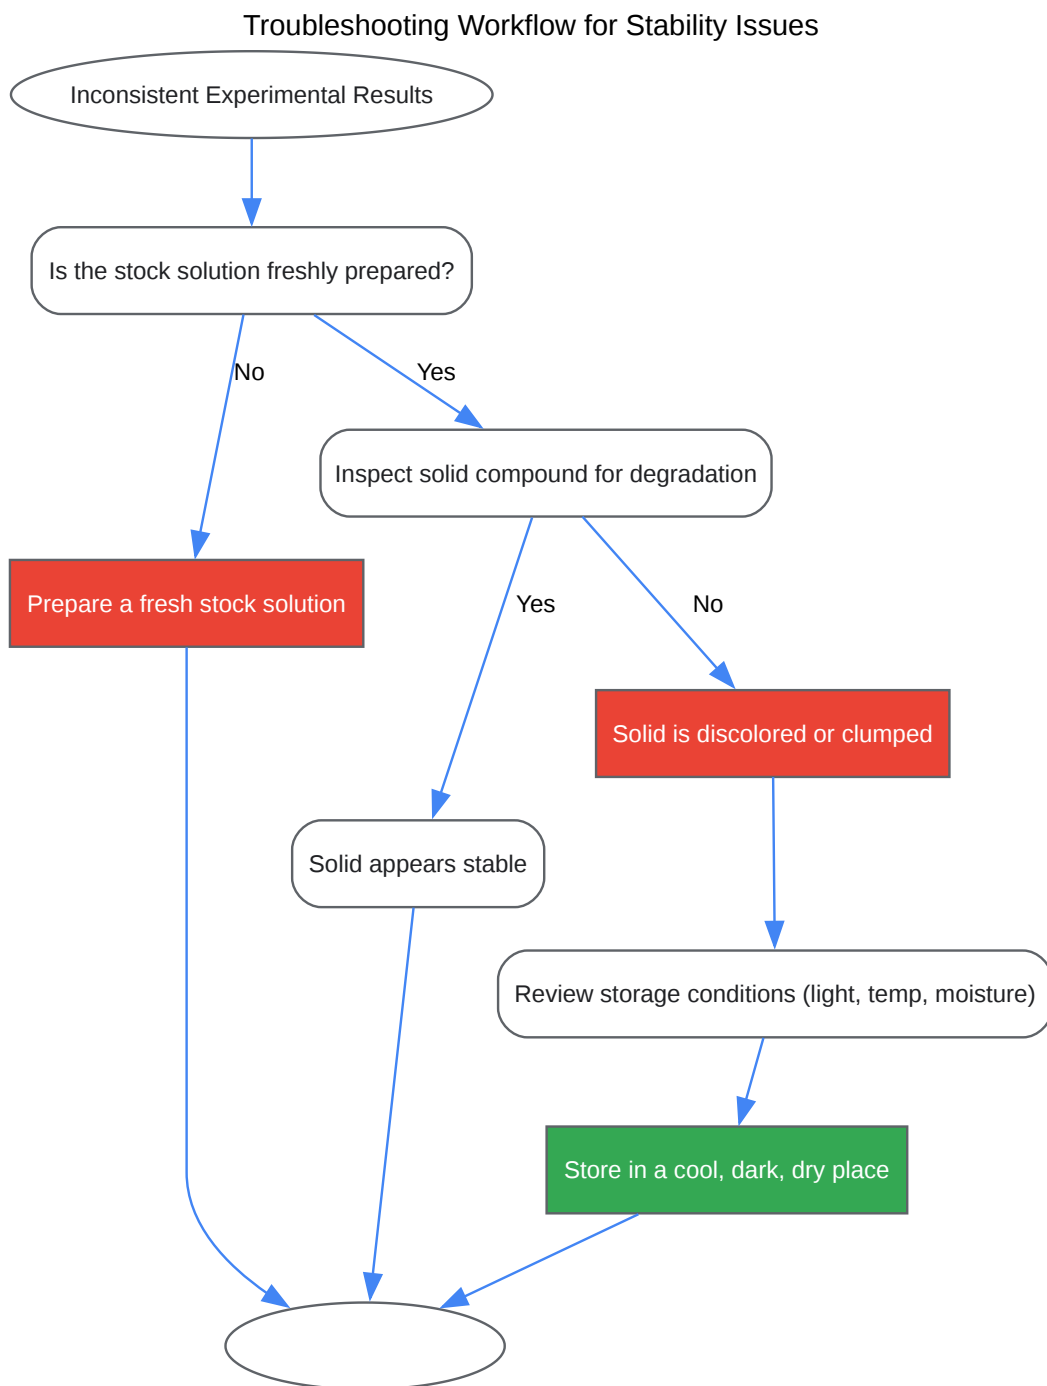 Troubleshooting Workflow for Stability Issues
Inconsistent Experimental Results
Is the stock solution freshly prepared?
No
Yes
Inspect solid compound for degradation
Prepare a fresh stock solution
Yes
No
Solid is discolored or clumped
Solid appears stable
Review storage conditions (light, temp, moisture)
Store in a cool, dark, dry place